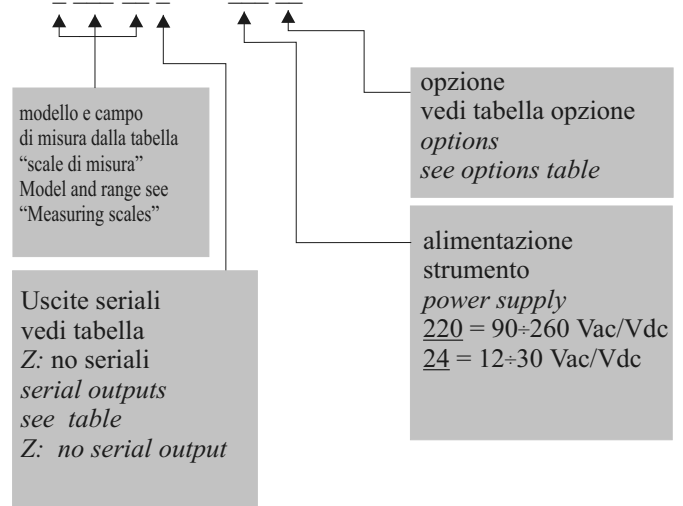 modello e campo
di misura dalla tabella
“scale di misura”
Model and range see
“Measuring scales”
Uscite seriali
vedi tabella
Z: no seriali
serial outputs
see table
Z: no serial output
opzione
vedi tabella opzione
options
see options table
alimentazione
strumento
power supply
220 = 90÷260 Vac/Vdc
24 = 12÷30 Vac/Vdc